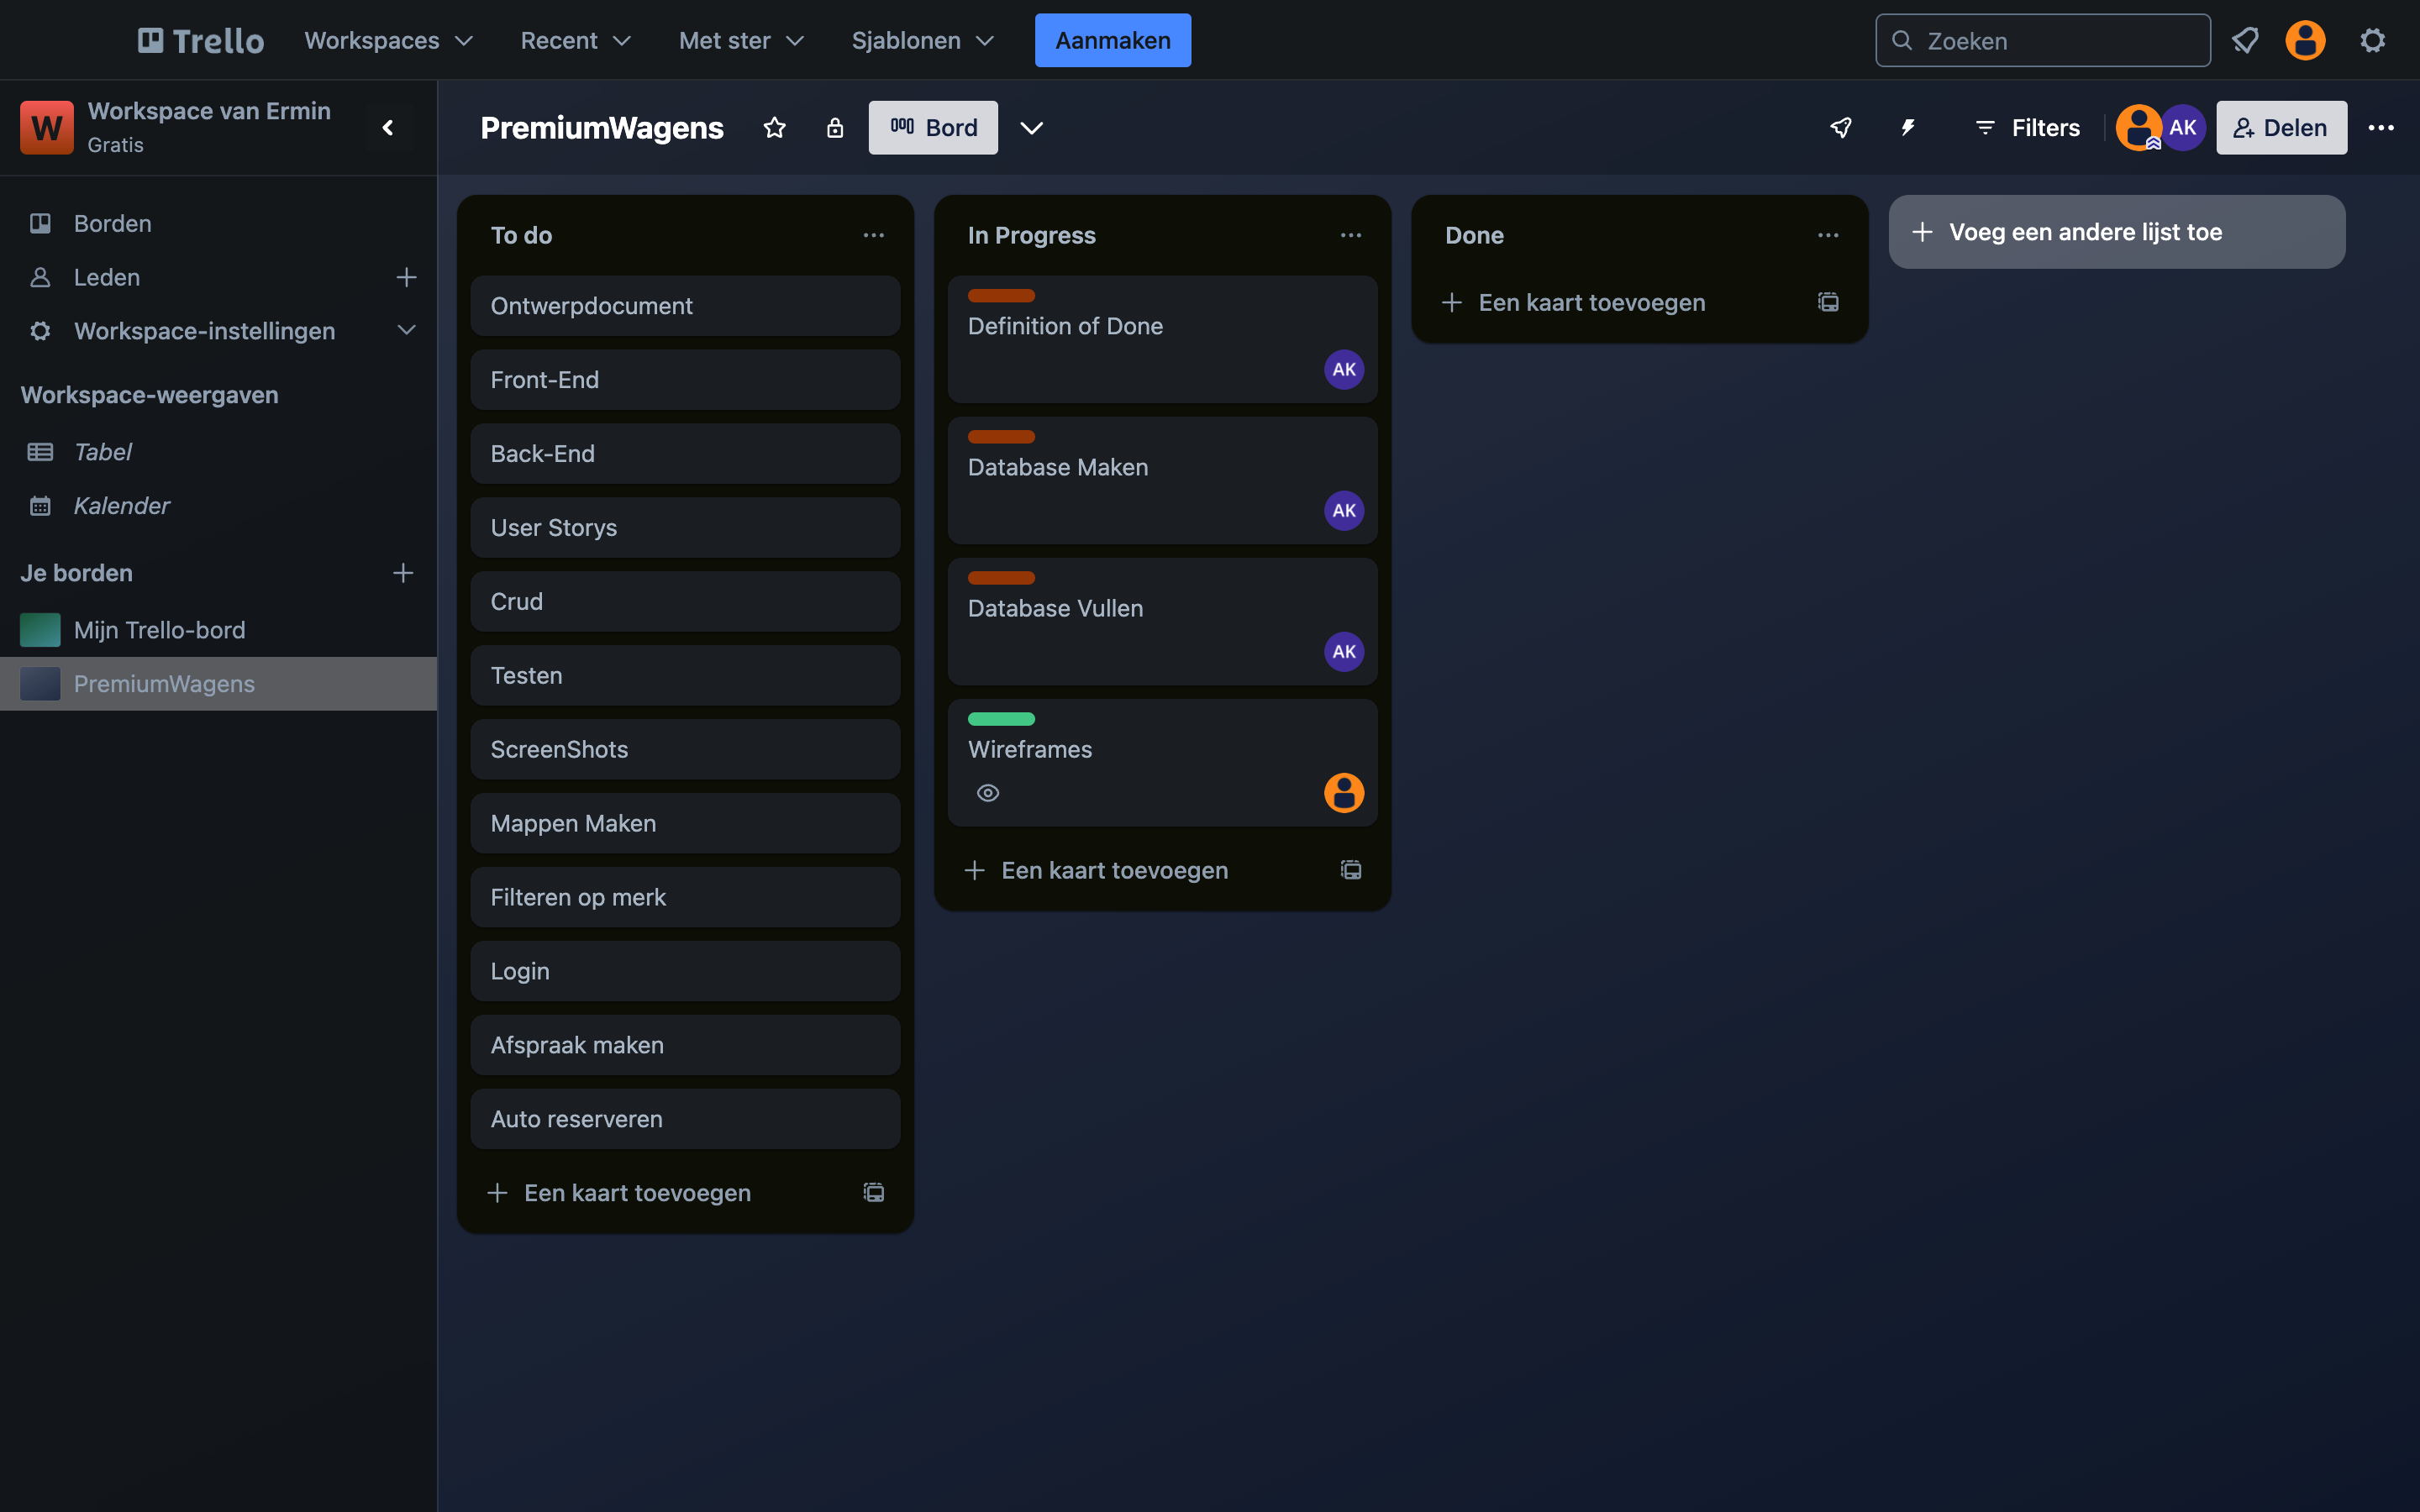 Trello
Workspaces
Recent
Met ster
Sjablonen
Aanmaken
Zoeken
W
Workspace van Ermin
Gratis
Borden
Leden
Workspace-instellingen
Workspace-weergaven
Tabel
Kalender
Je borden
Mijn Trello-bord
PremiumWagens
PremiumWagens
Bord
Filters
AK
Delen
To do
Ontwerpdocument
Front-End
Back-End
User Storys
Crud
Testen
ScreenShots
Mappen Maken
Filteren op merk
Login
Afspraak maken
Auto reserveren
Een kaart toevoegen
In Progress
Definition of Done
AK
Database Maken
AK
Database Vullen
AK
Wireframes
Een kaart toevoegen
Done
Een kaart toevoegen
Voeg een andere lijst toe